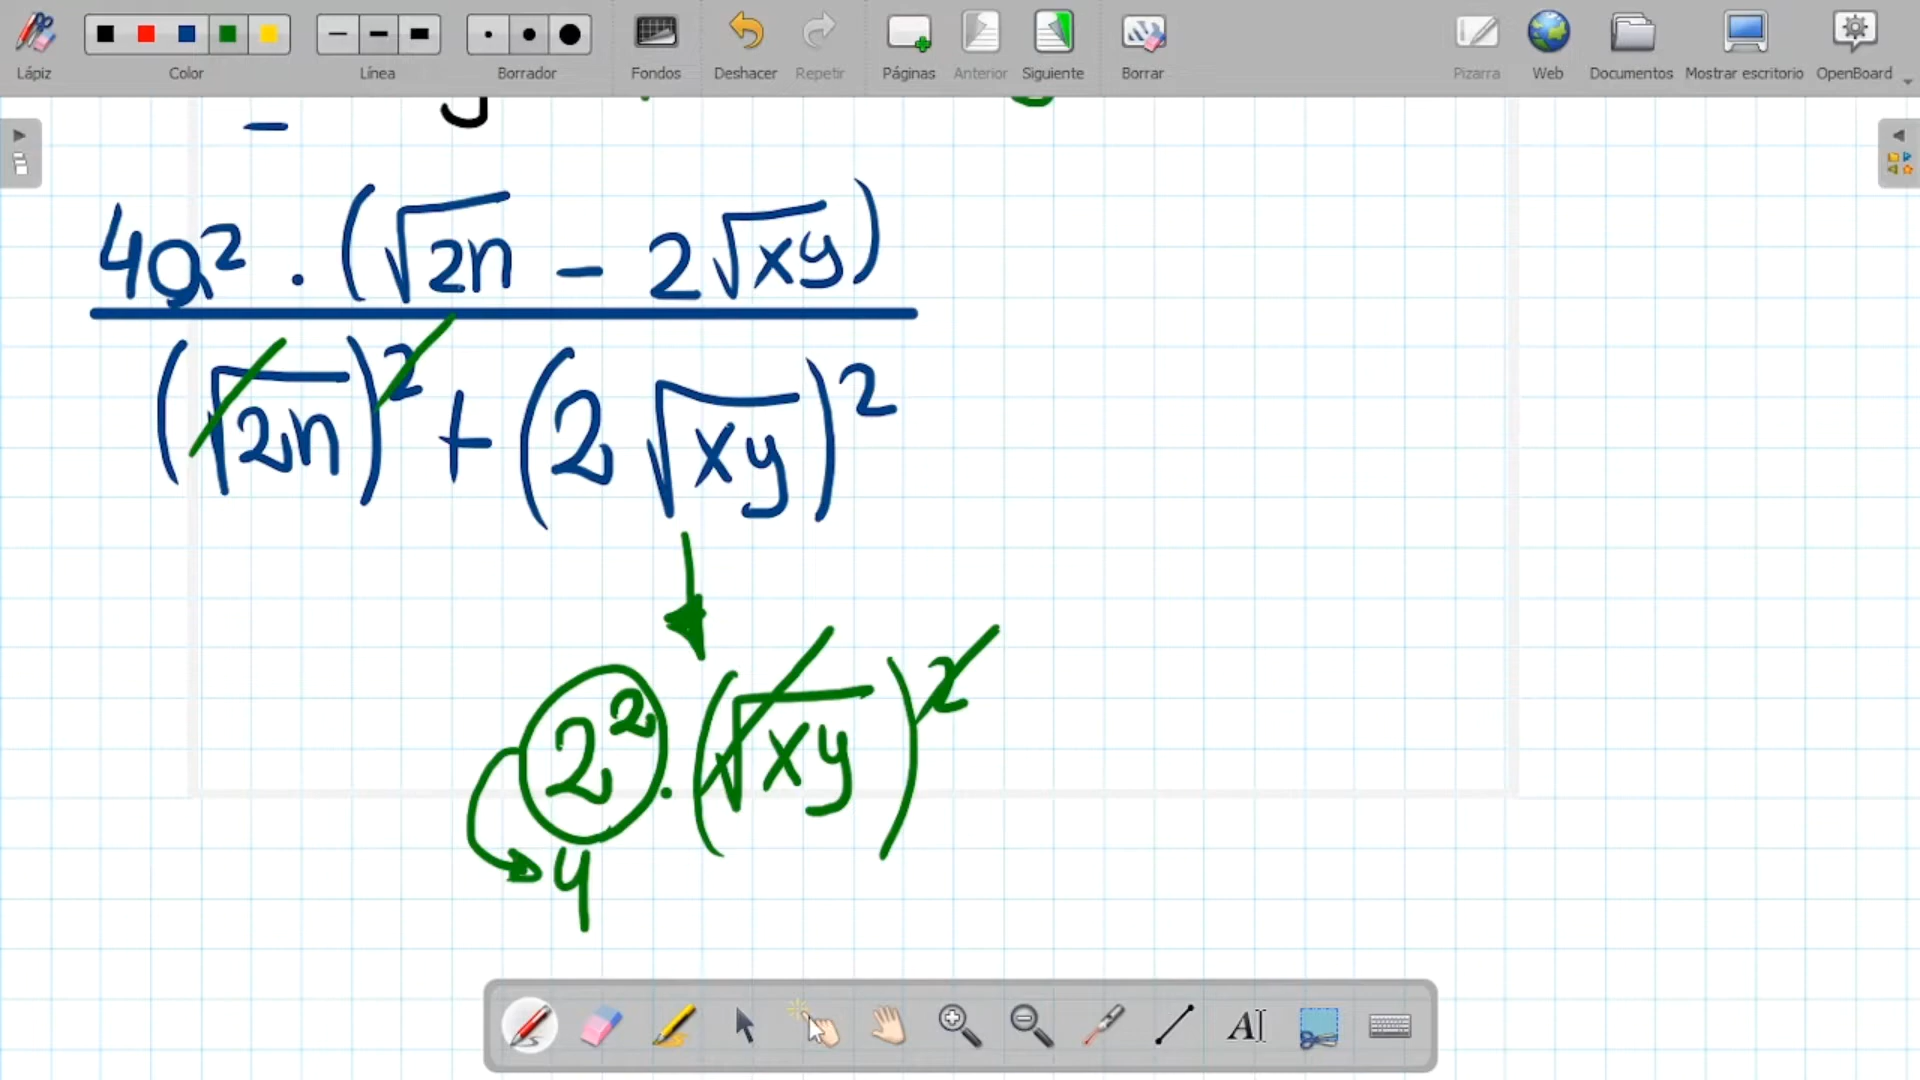 Lápiz Color Línea Borrador Fondos Deshacer Repetir Páginas Anterior Siguiente Borrar Pizarra Web Documentos Mostrar escritorio OpenBoard
4a² · (√2n - 2√xy)
(√2n)² + (2√xy)²
2² · (√xy)²
4